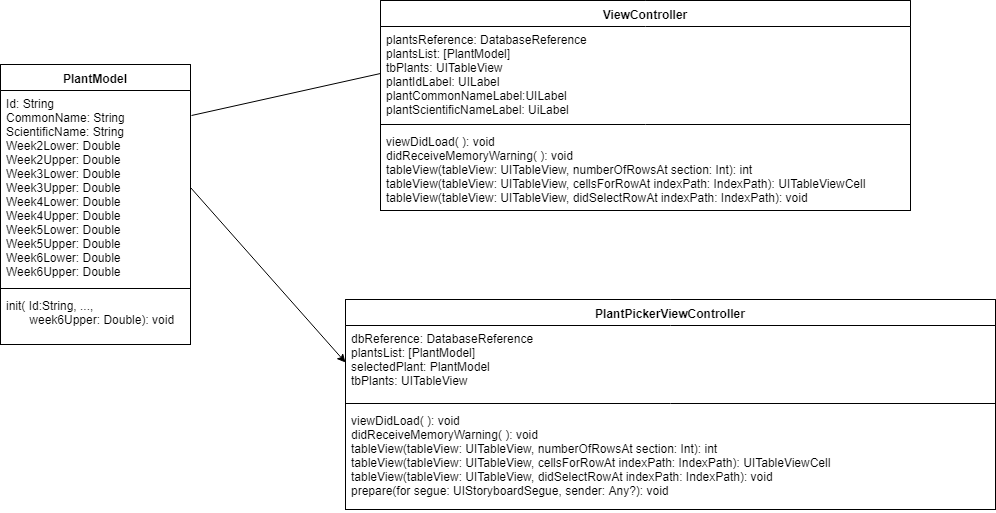 PlantModel
Id: String
CommonName: String
ScientificName: String
Week2Lower: Double
Week2Upper: Double
Week3Lower: Double
Week3Upper: Double
Week4Lower: Double
Week4Upper: Double
Week5Lower: Double
Week5Upper: Double
Week6Lower: Double
Week6Upper: Double
init( Id:String, ...,
week6Upper: Double): void
ViewController
plantsReference: DatabaseReference
plantsList: [PlantModel]
tbPlants: UITableView
plantIdLabel: UILabel
plantCommonNameLabel:UILabel
plantScientificNameLabel: UiLabel
viewDidLoad( ): void
didReceiveMemoryWarning( ): void
tableView(tableView: UITableView, numberOfRowsAt section: Int): int
tableView(tableView: UITableView, cellsForRowAt indexPath: IndexPath): UITableViewCell
tableView(tableView: UITableView, didSelectRowAt indexPath: IndexPath): void
PlantPickerViewController
dbReference: DatabaseReference
plantsList: [PlantModel]
selectedPlant: PlantModel
tbPlants: UITableView
viewDidLoad( ): void
didReceiveMemoryWarning( ): void
tableView(tableView: UITableView, numberOfRowsAt section: Int): int
tableView(tableView: UITableView, cellsForRowAt indexPath: IndexPath): UITableViewCell
tableView(tableView: UITableView, didSelectRowAt indexPath: IndexPath): void
prepare(for segue: UIStoryboardSegue, sender: Any?): void